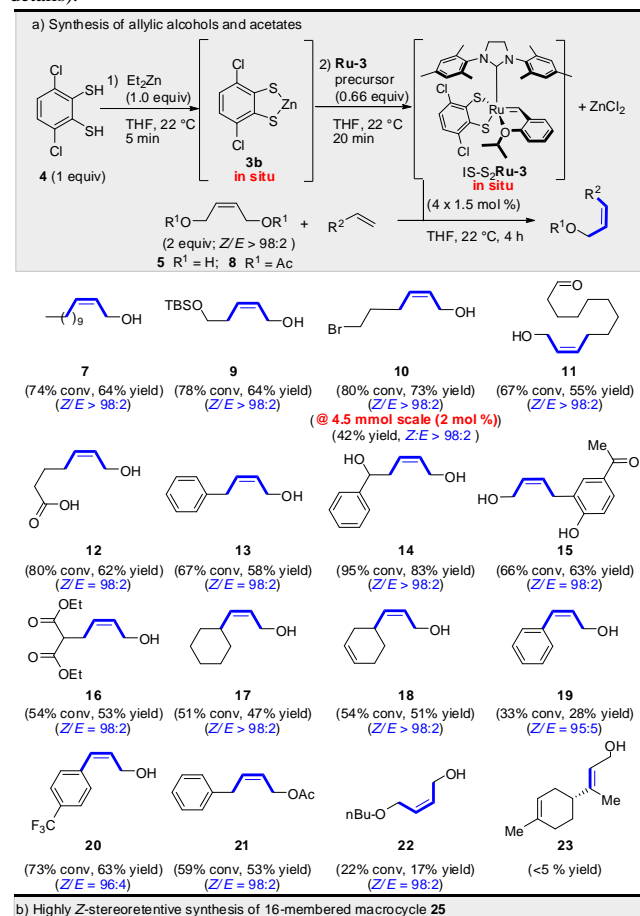 details).
a) Synthesis of allylic alcohols and acetates
Cl
SH
SH
Cl
4 (1 equiv)
1) Et2Zn
(1.0 equiv)
THF, 22 °C
5 min
Cl
S
Zn
S
Cl
3b
in situ
2) Ru-3
precursor
(0.66 equiv)
THF, 22 °C
20 min
N N
Cl
S
Ru
S
O
Cl
IS-S2Ru-3
in situ
+ ZnCl2
R1O OR1
(2 equiv; Z/E > 98:2)
5 R1 = H; 8 R1 = Ac
+
R2
(4 x 1.5 mol %)
THF, 22 °C, 4 h
R2
R1O
( )9 OH
7
(74% conv, 64% yield)
(Z/E > 98:2)
TBSO OH
9
(78% conv, 64% yield)
(Z/E > 98:2)
Br OH
10
(80% conv, 73% yield)
(Z/E > 98:2)
(@ 4.5 mmol scale (2 mol %)
(42% yield, Z:E > 98:2 )
O
HO
11
(67% conv, 55% yield)
(Z/E > 98:2)
OH
O OH
12
(80% conv, 62% yield)
(Z/E = 98:2)
OH
13
(67% conv, 58% yield)
(Z/E = 98:2)
HO OH
14
(95% conv, 83% yield)
(Z/E > 98:2)
Me
O
HO
HO
15
(66% conv, 63% yield)
(Z/E = 98:2)
OEt
O
OH
O
OEt
16
(54% conv, 53% yield)
(Z/E = 98:2)
OH
17
(51% conv, 47% yield)
(Z/E > 98:2)
OH
18
(54% conv, 51% yield)
(Z/E > 98:2)
OH
19
(33% conv, 28% yield)
(Z/E = 95:5)
OH
F3C
20
(73% conv, 63% yield)
(Z/E = 96:4)
OAc
21
(59% conv, 53% yield)
(Z/E = 98:2)
OH
nBu-O
22
(22% conv, 17% yield)
(Z/E = 98:2)
OH
Me
Me
23
(<5 % yield)
b) Highly Z-stereoretentive synthesis of 16-membered macrocycle 25